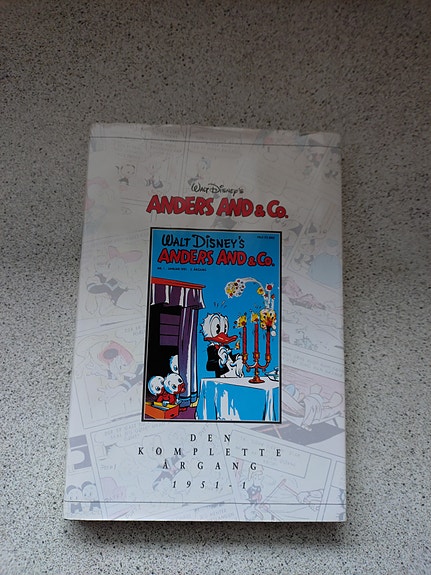 WALT DISNEY'S
ANDERS AND & Co.
WALT DISNEY'S
ANDERS AND & Co.
DEN
KOMPLETTE
ÅRGANG
1951-1